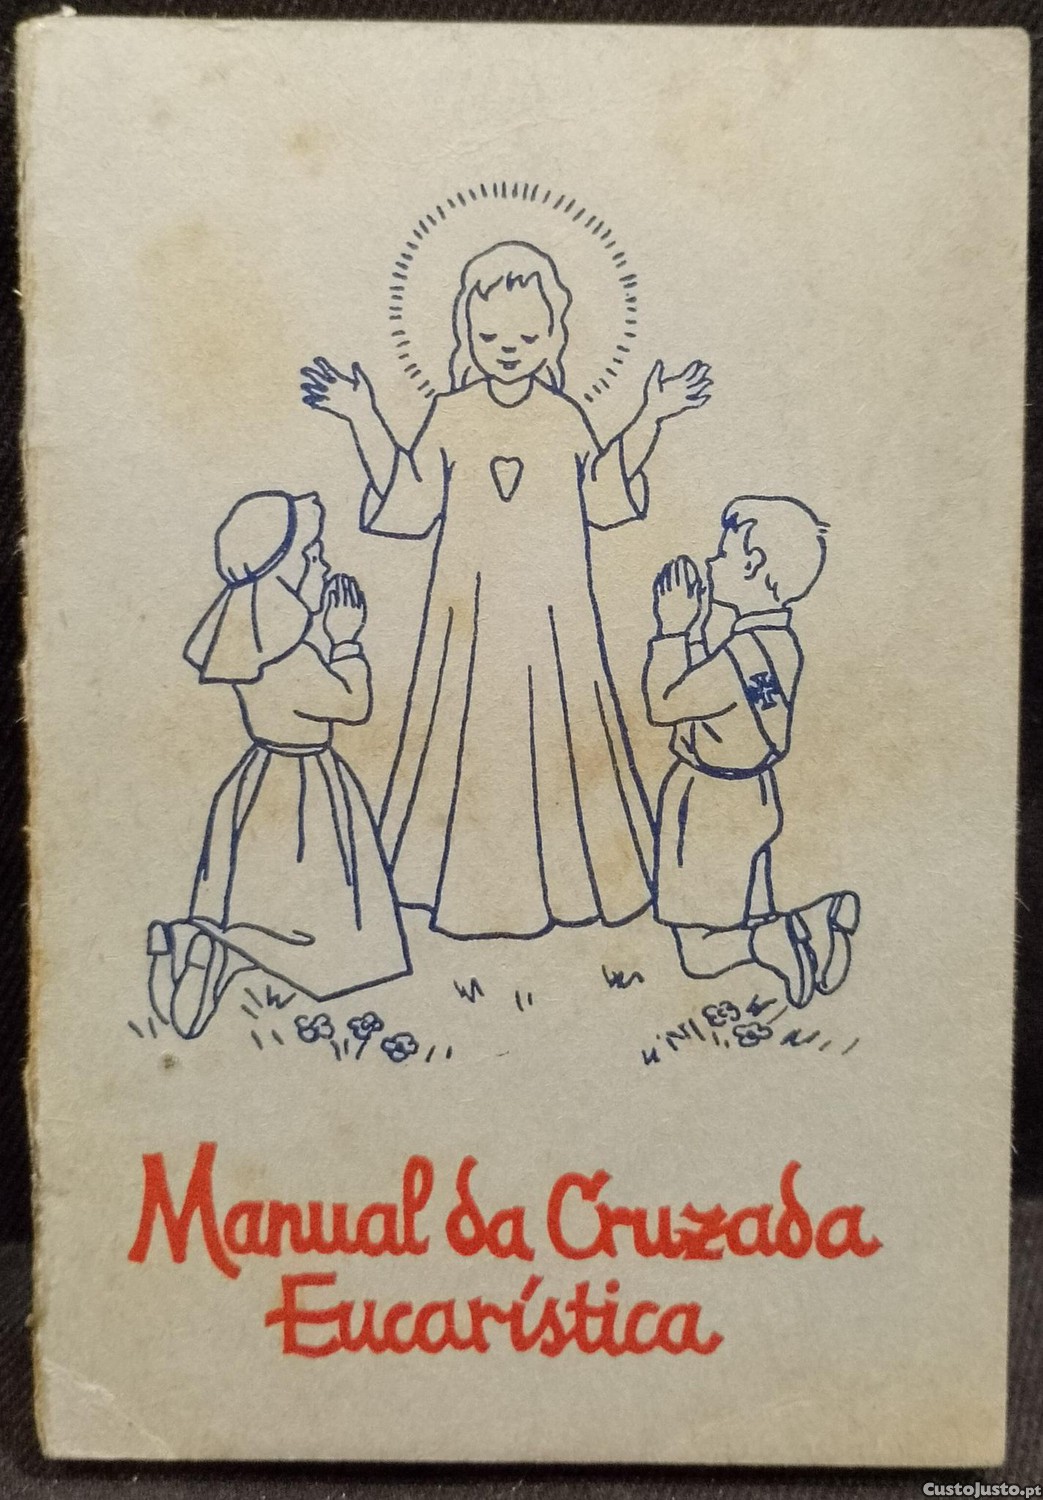 Manual da Cruzada
Eucarística
CustoJusto.pt